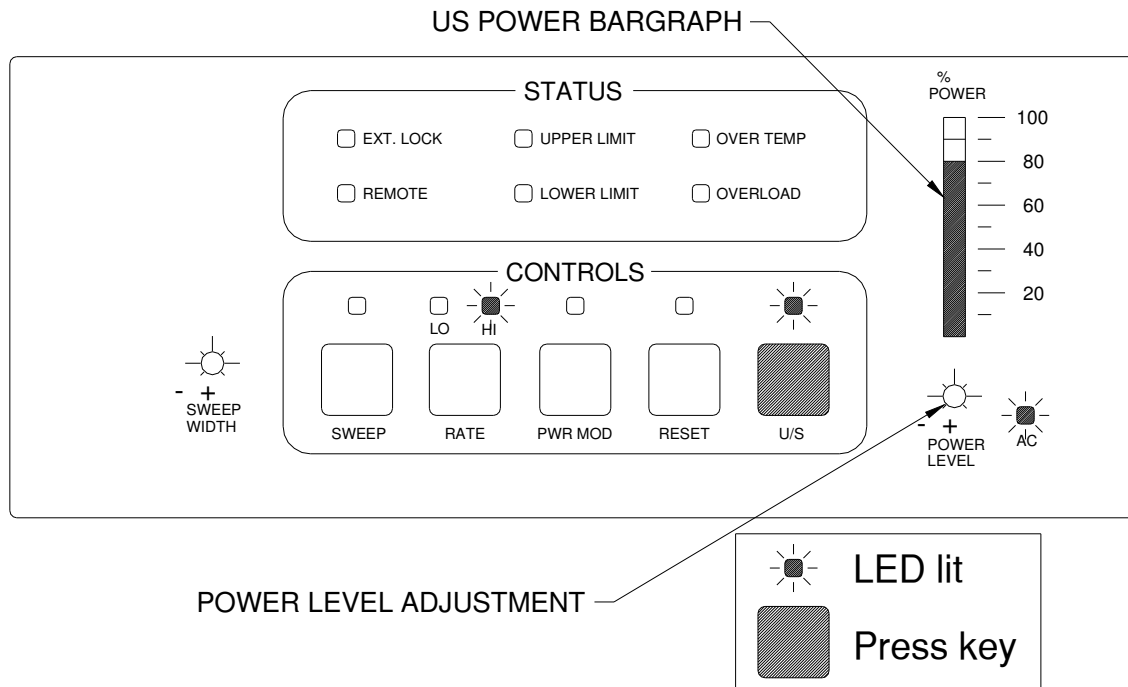 US POWER BARGRAPH
STATUS
EXT. LOCK
UPPER LIMIT
OVER TEMP
REMOTE
LOWER LIMIT
OVERLOAD
%
POWER
100
80
60
40
20
CONTROLS
LO
HI
SWEEP
RATE
PWR MOD
RESET
U/S
- +
SWEEP
WIDTH
- +
POWER
LEVEL
AC
POWER LEVEL ADJUSTMENT
LED lit
Press key